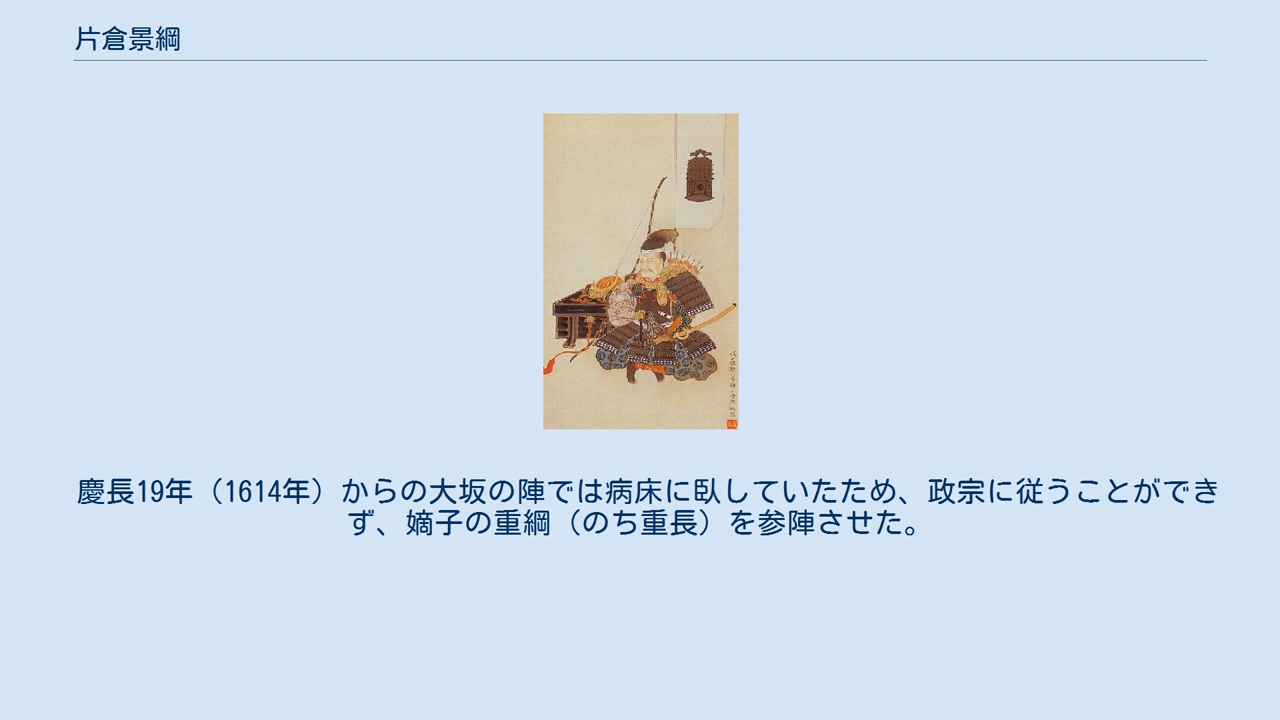 片倉景綱
慶長19年（1614年）からの大坂の陣では病床に臥していたため、政宗に従うことができ
ず、嫡子の重綱（のち重長）を参陣させた。